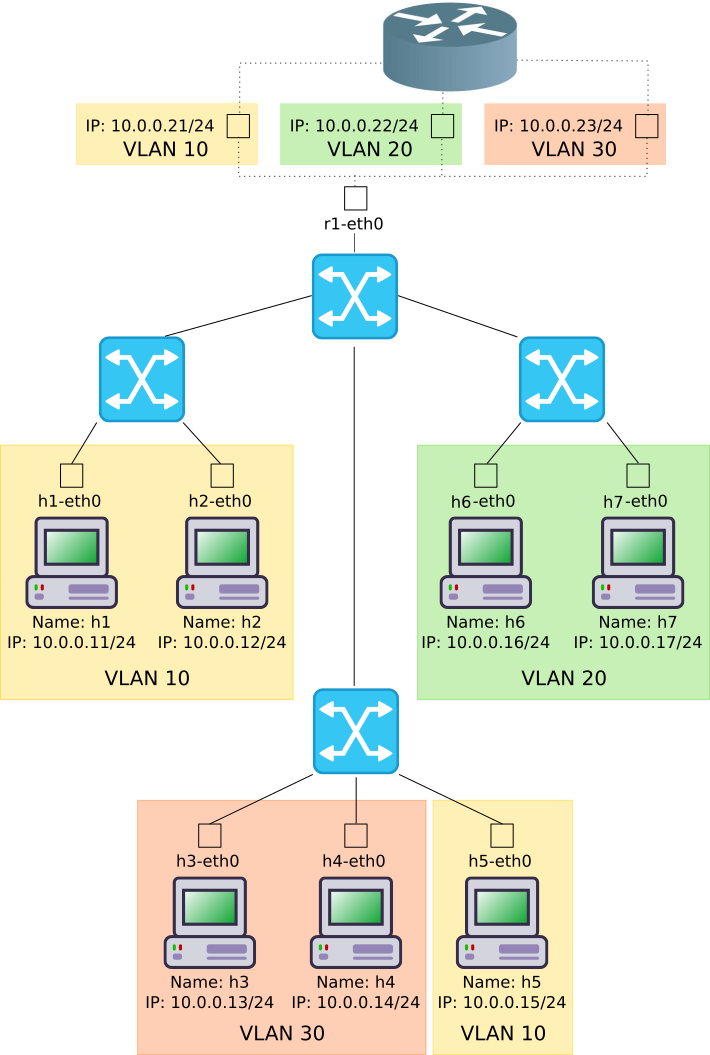 IP: 10.0.0.21/24
VLAN 10
IP: 10.0.0.22/24
VLAN 20
IP: 10.0.0.23/24
VLAN 30
r1-eth0
h1-eth0
h2-eth0
Name: h1
IP: 10.0.0.11/24
Name: h2
IP: 10.0.0.12/24
VLAN 10
h6-eth0
h7-eth0
Name: h6
IP: 10.0.0.16/24
Name: h7
IP: 10.0.0.17/24
VLAN 20
h3-eth0
h4-eth0
Name: h3
IP: 10.0.0.13/24
Name: h4
IP: 10.0.0.14/24
VLAN 30
h5-eth0
Name: h5
IP: 10.0.0.15/24
VLAN 10